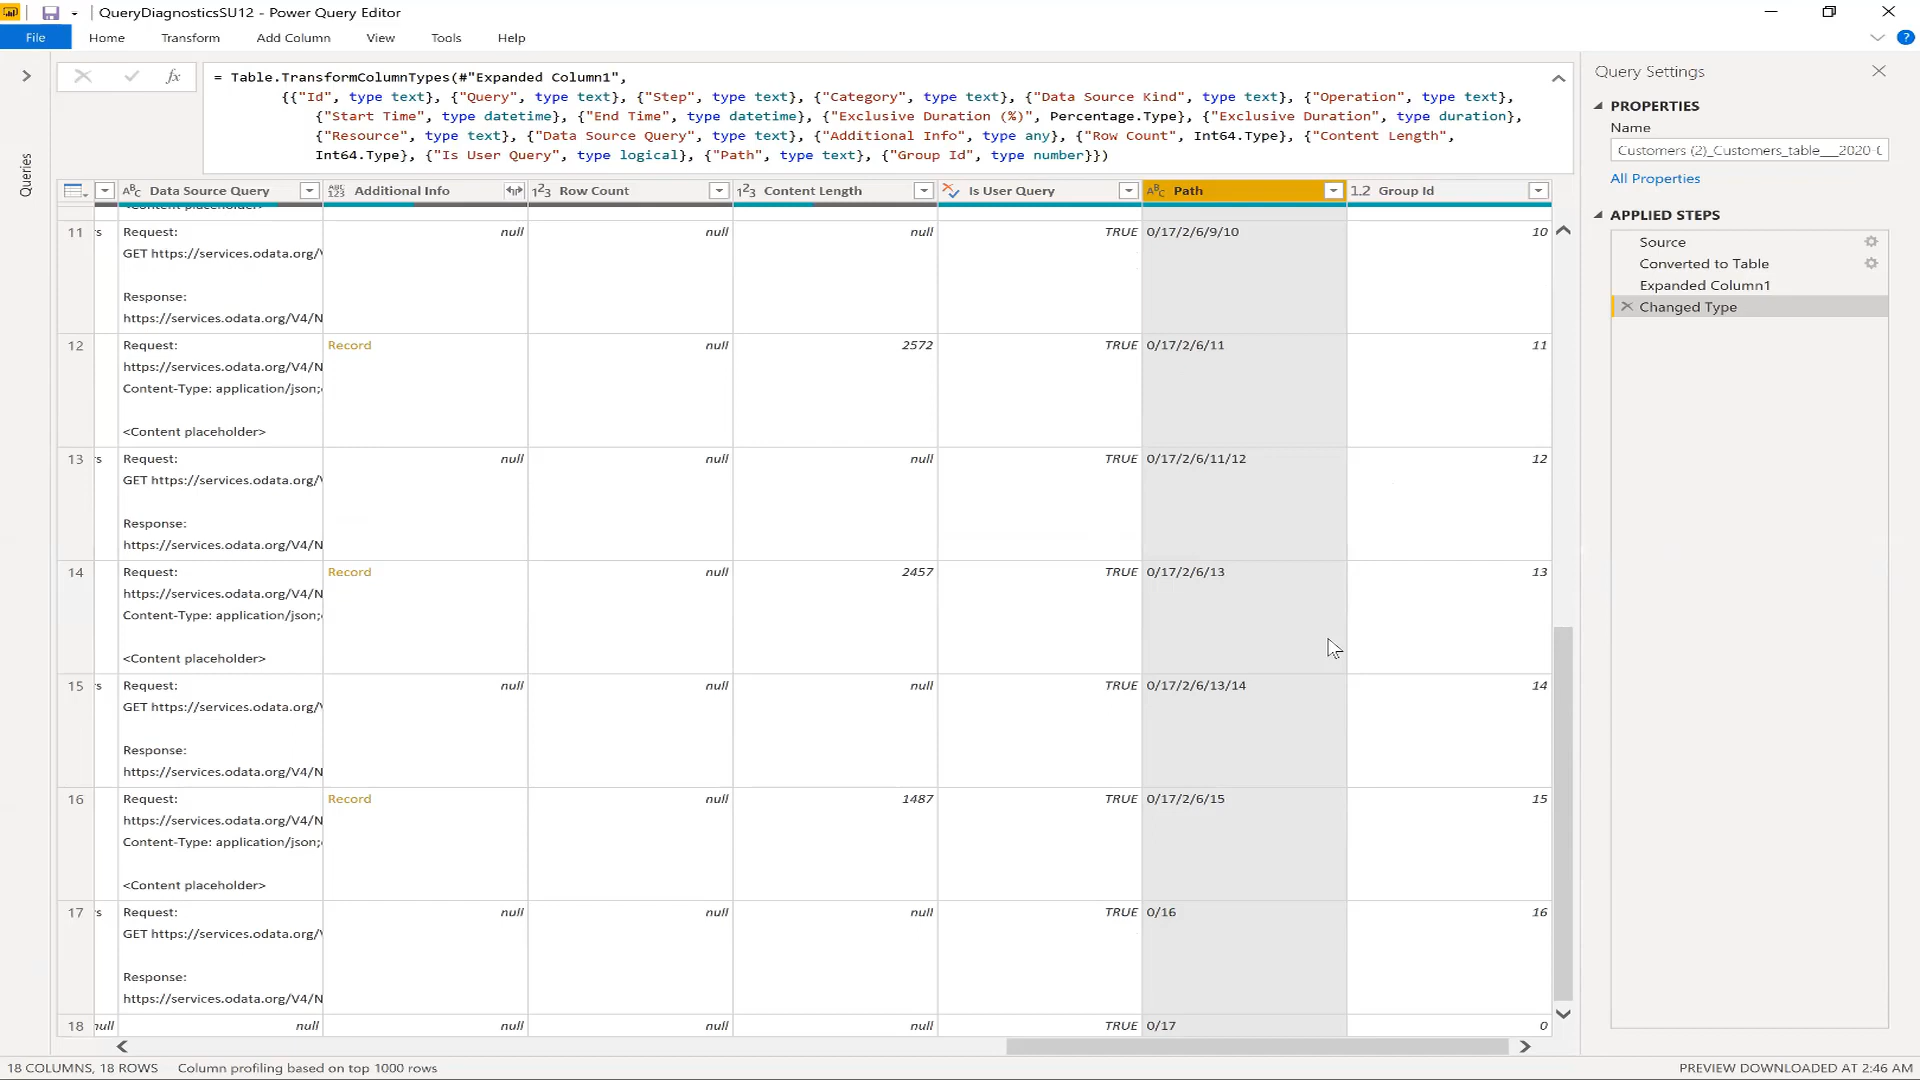 QueryDiagnosticsSU12 - Power Query Editor
File Home Transform Add Column View Tools Help
Queries
fx
= Table.TransformColumnTypes(#"Expanded Column1",
{{"Id", type text}, {"Query", type text}, {"Step", type text}, {"Category", type text}, {"Data Source Kind", type text}, {"Operation", type text},
{"Start Time", type datetime}, {"End Time", type datetime}, {"Exclusive Duration (%)", Percentage.Type}, {"Exclusive Duration", type duration},
{"Resource", type text}, {"Data Source Query", type text}, {"Additional Info", type any}, {"Row Count", Int64.Type}, {"Content Length",
Int64.Type}, {"Is User Query", type logical}, {"Path", type text}, {"Group Id", type number}})
ABC Data Source Query ABC123 Additional Info 123 Row Count 123 Content Length Is User Query ABC Path 1.2 Group Id
<Content placeholder>
11 s Request: null null null TRUE 0/17/2/6/9/10 10
GET https://services.odata.org/V
Response:
https://services.odata.org/V4/N
12 Request: Record null 2572 TRUE 0/17/2/6/11 11
https://services.odata.org/V4/N
Content-Type: application/json;
<Content placeholder>
13 s Request: null null null TRUE 0/17/2/6/11/12 12
GET https://services.odata.org/V
Response:
https://services.odata.org/V4/N
14 Request: Record null 2457 TRUE 0/17/2/6/13 13
https://services.odata.org/V4/N
Content-Type: application/json;
<Content placeholder>
15 s Request: null null null TRUE 0/17/2/6/13/14 14
GET https://services.odata.org/V
Response:
https://services.odata.org/V4/N
16 Request: Record null 1487 TRUE 0/17/2/6/15 15
https://services.odata.org/V4/N
Content-Type: application/json;
<Content placeholder>
17 s Request: null null null TRUE 0/16 16
GET https://services.odata.org/V
Response:
https://services.odata.org/V4/N
18 null null null null null TRUE 0/17 0
18 COLUMNS, 18 ROWS Column profiling based on top 1000 rows
PREVIEW DOWNLOADED AT 2:46 AM
Query Settings
PROPERTIES
Name
Customers (2)_Customers_table__2020-
All Properties
APPLIED STEPS
Source
Converted to Table
Expanded Column1
Changed Type